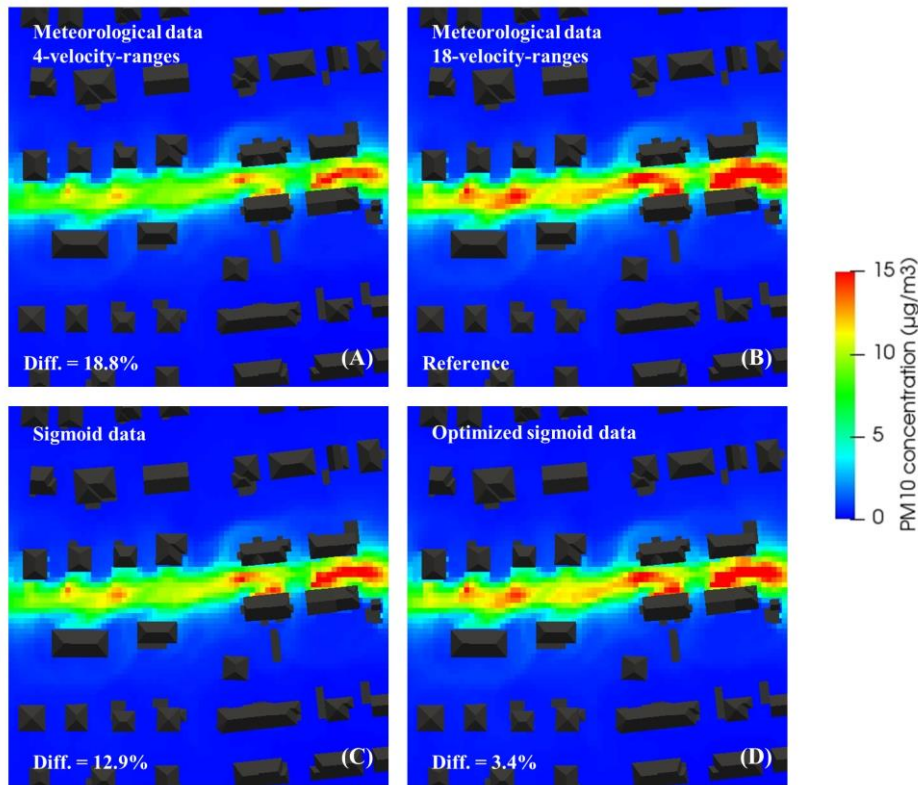 Meteorological data
4-velocity-ranges
Diff. = 18.8%
(A)
Meteorological data
18-velocity-ranges
Reference
(B)
Sigmoid data
Diff. = 12.9%
(C)
Optimized sigmoid data
Diff. = 3.4%
(D)
15
10
5
0
PM10 concentration (µg/m3)